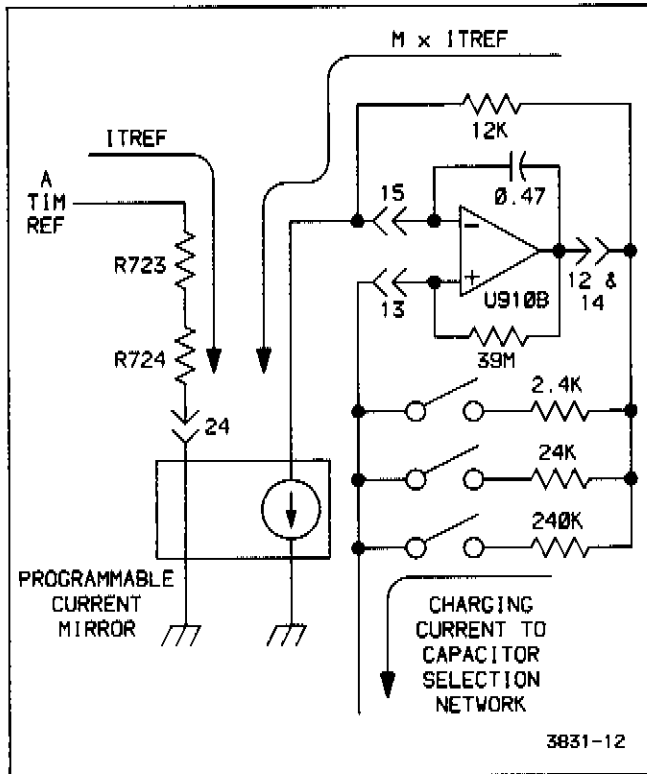 M x ITREF
ITREF
12K
A
TIM
REF
15
0.47
-
+
R723
13
U910B
12 &
14
R724
39M
24
2.4K
24K
240K
PROGRAMMABLE
CURRENT
MIRROR
CHARGING
CURRENT TO
CAPACITOR
SELECTION
NETWORK
3831-12